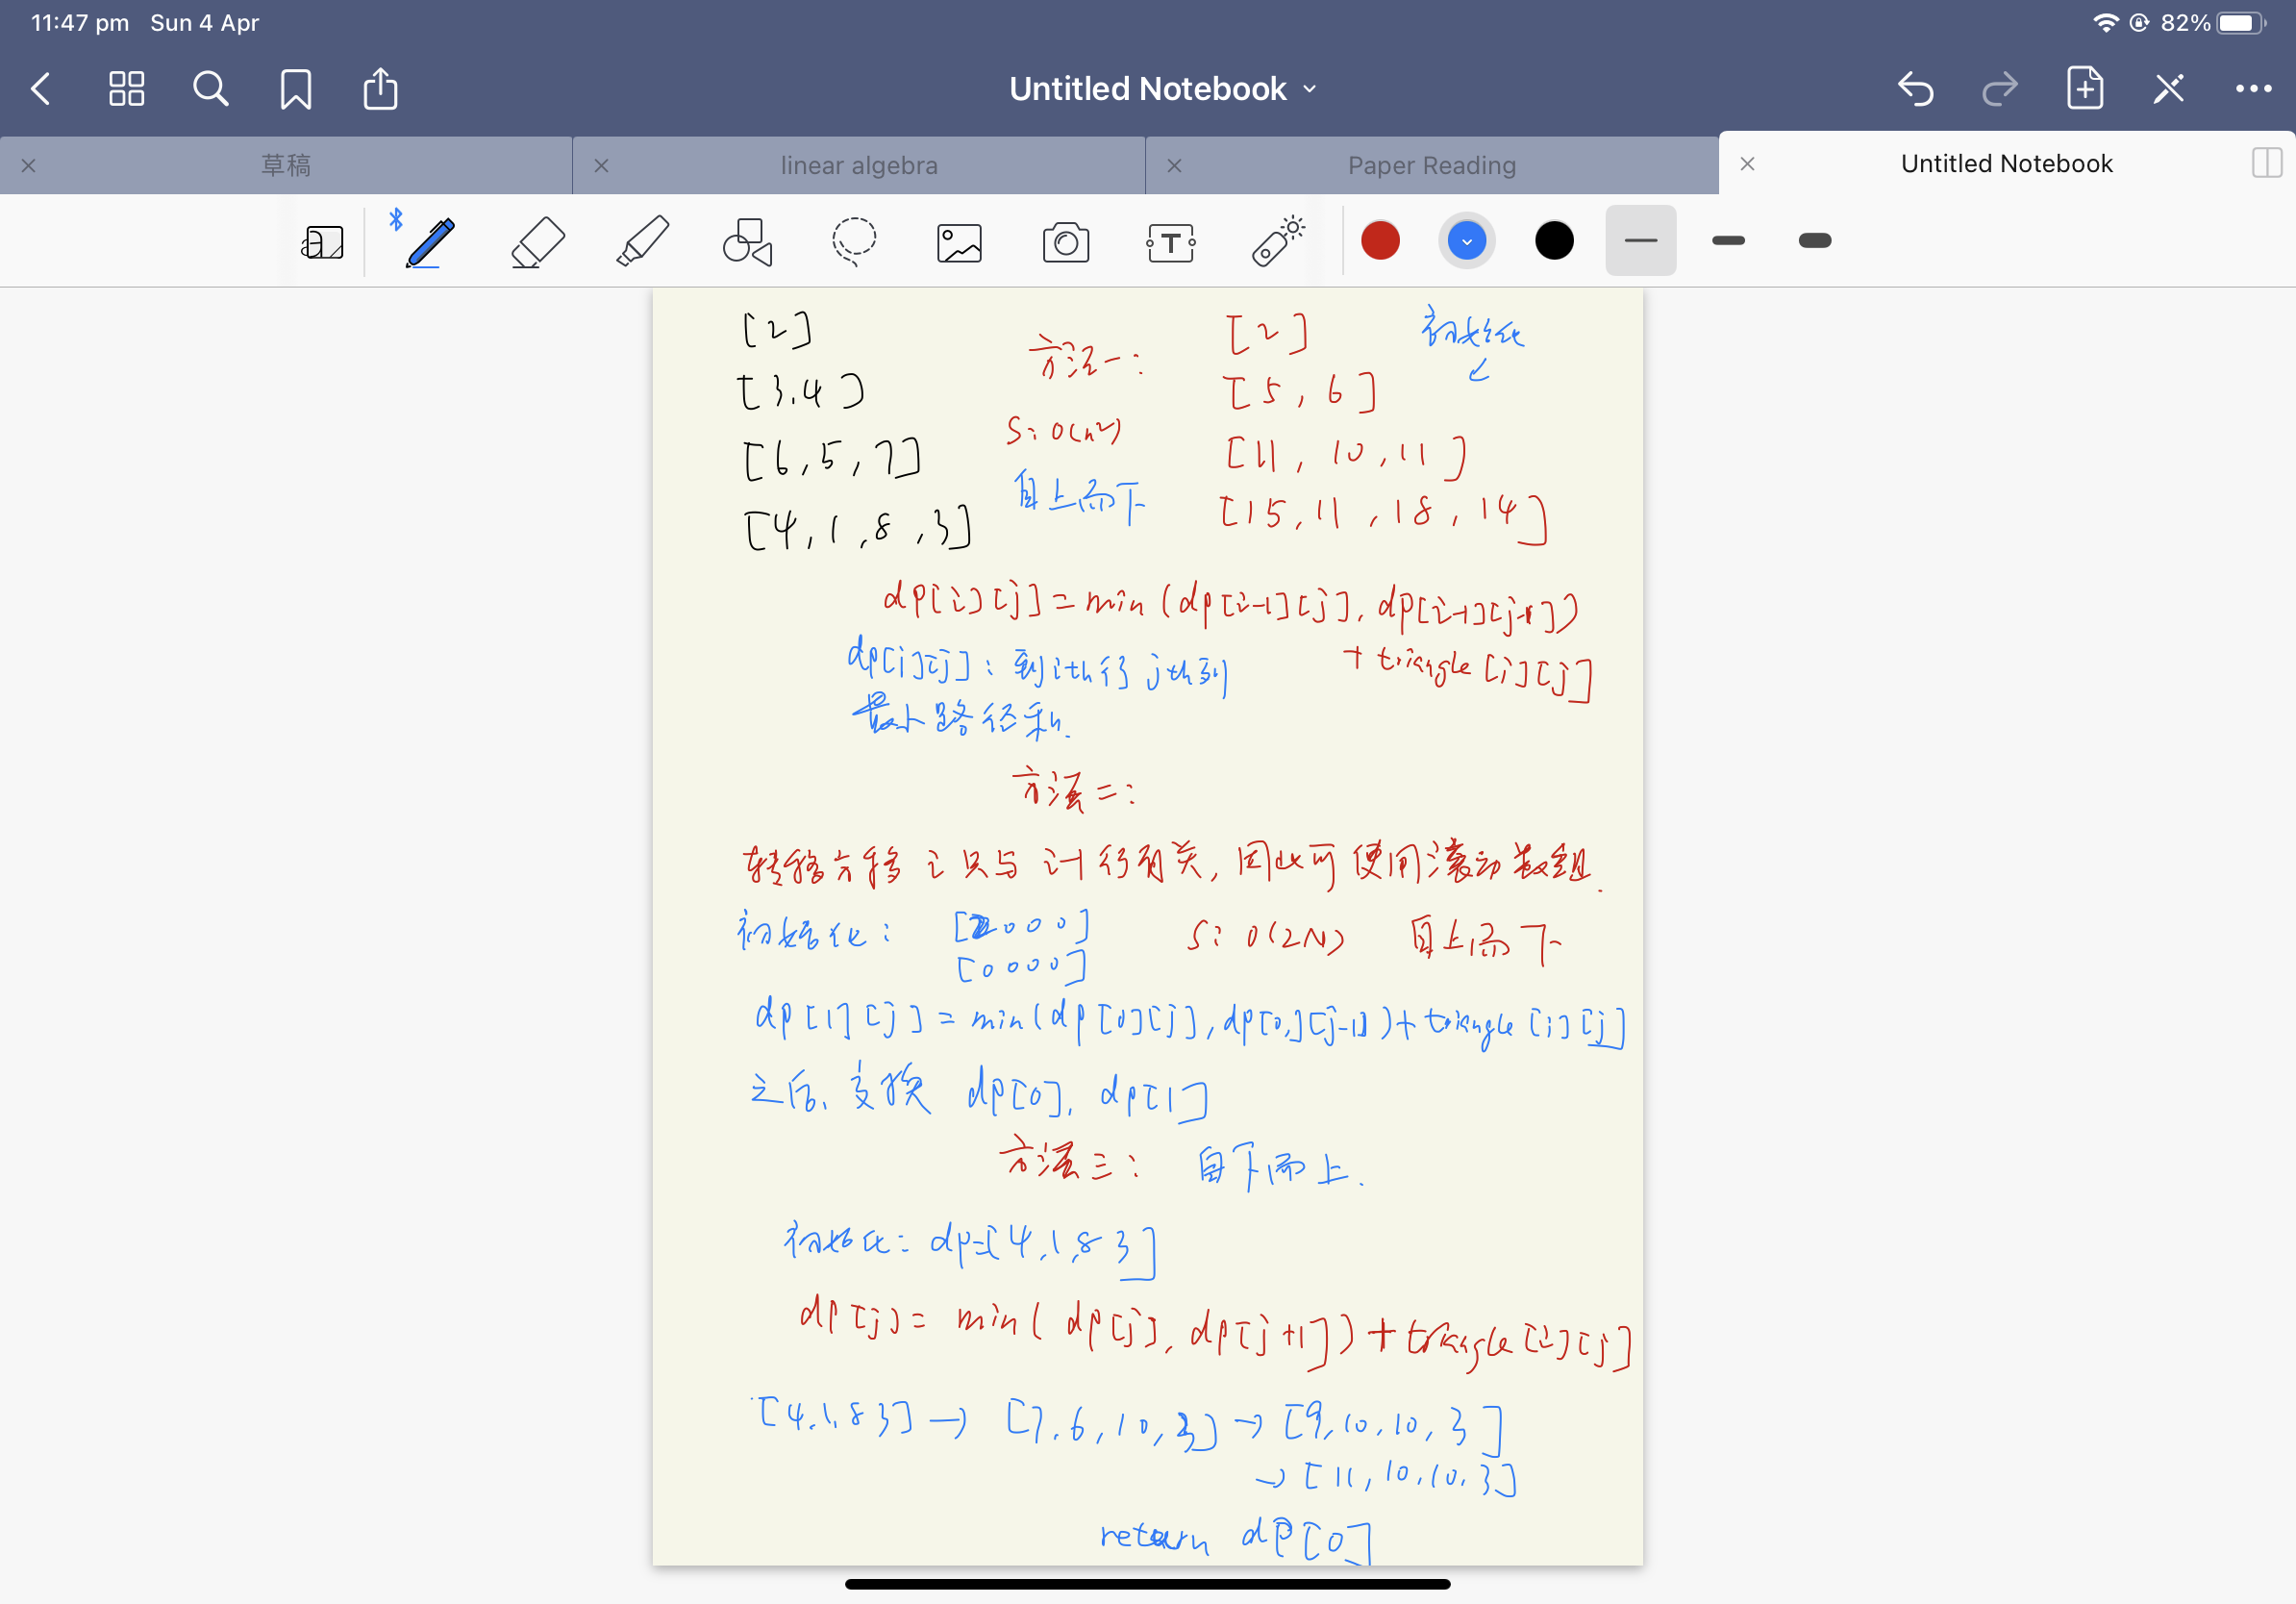 11:47 pm Sun 4 Apr 82%
Untitled Notebook
草稿 linear algebra Paper Reading Untitled Notebook
[2] 方法一: [2] 初始化
[3,4] [5, 6]
S: O(n²)
[6,5,7] [11, 10, 11]
自上而下
[4,1,8,3] [15,11,18,14]
dp[i][j] = min (dp[i-1][j], dp[i-1][j-1])
+ triangle [i][j]
dp[i][j]: 到ith行 jth列
最小路径和.
方法二:
转移方程 i 只与 i-1 行有关, 因此可使用滚动数组.
初始化: [2 0 0 0] S: O(2N) 自上而下
[0 0 0 0]
dp[1][j] = min(dp[0][j], dp[0][j-1]) + triangle [i][j]
之后, 交换 dp[0], dp[1]
方法三: 自下而上.
初始化: dp=[4,1,8 3]
dp[j] = min( dp[j], dp[j+1]) + triangle [i][j]
[4,1,8 3] → [7,6,10,3] → [9,10,10,3]
→ [11,10,10,3]
return dp[0]